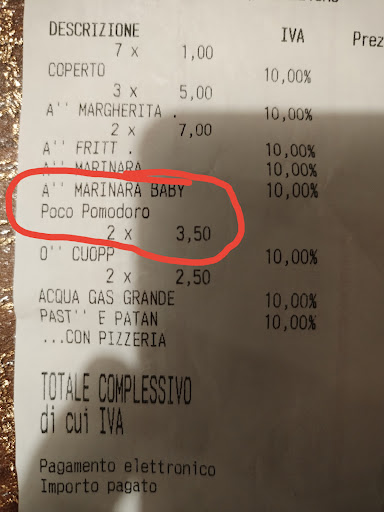 DESCRIZIONE IVA Prez
7 x 1,00
COPERTO 10,00%
3 x 5,00
A'' MARGHERITA . 10,00%
2 x 7,00
A'' FRITT . 10,00%
A'' MARINARA 10,00%
A'' MARINARA BABY 10,00%
Poco Pomodoro
2 x 3,50
O'' CUOPP 10,00%
2 x 2,50
ACQUA GAS GRANDE 10,00%
PAST'' E PATAN 10,00%
...CON PIZZERIA
TOTALE COMPLESSIVO
di cui IVA
Pagamento elettronico
Importo pagato